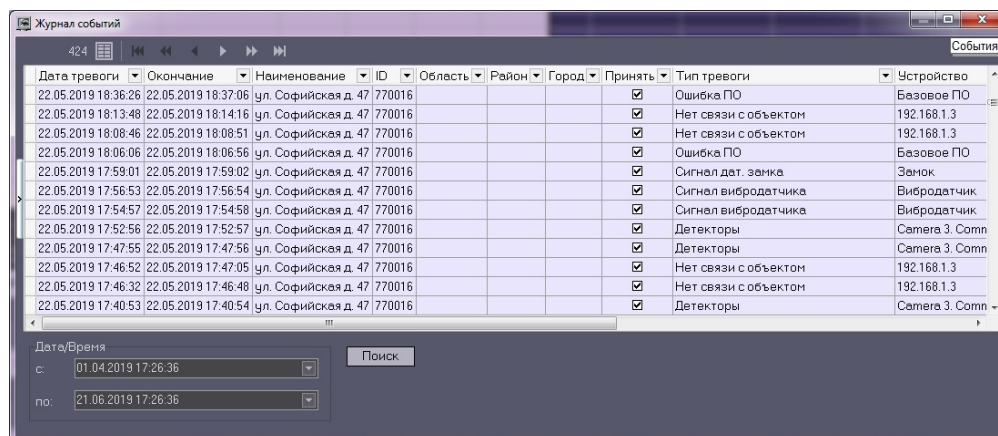 Журнал событий
424
События
Дата тревоги Окончание Наименование ID Область Район Город Принять Тип тревоги Устройство
22.05.2019 18:36:26 22.05.2019 18:37:06 ул. Софийская д. 47 770016 Ошибка ПО Базовое ПО
22.05.2019 18:13:48 22.05.2019 18:14:16 ул. Софийская д. 47 770016 Нет связи с объектом 192.168.1.3
22.05.2019 18:08:46 22.05.2019 18:08:51 ул. Софийская д. 47 770016 Нет связи с объектом 192.168.1.3
22.05.2019 18:06:06 22.05.2019 18:06:56 ул. Софийская д. 47 770016 Ошибка ПО Базовое ПО
22.05.2019 17:59:01 22.05.2019 17:59:02 ул. Софийская д. 47 770016 Сигнал дат. замка Замок
22.05.2019 17:56:53 22.05.2019 17:56:54 ул. Софийская д. 47 770016 Сигнал вибродатчика Вибродатчик
22.05.2019 17:54:57 22.05.2019 17:54:58 ул. Софийская д. 47 770016 Сигнал вибродатчика Вибродатчик
22.05.2019 17:52:56 22.05.2019 17:52:57 ул. Софийская д. 47 770016 Детекторы Camera 3. Comn
22.05.2019 17:47:55 22.05.2019 17:47:56 ул. Софийская д. 47 770016 Детекторы Camera 3. Comn
22.05.2019 17:46:52 22.05.2019 17:47:05 ул. Софийская д. 47 770016 Нет связи с объектом 192.168.1.3
22.05.2019 17:46:32 22.05.2019 17:46:48 ул. Софийская д. 47 770016 Нет связи с объектом 192.168.1.3
22.05.2019 17:40:53 22.05.2019 17:40:54 ул. Софийская д. 47 770016 Детекторы Camera 3. Comn
Дата/Время
Поиск
с: 01.04.2019 17:26:36
по: 21.06.2019 17:26:36